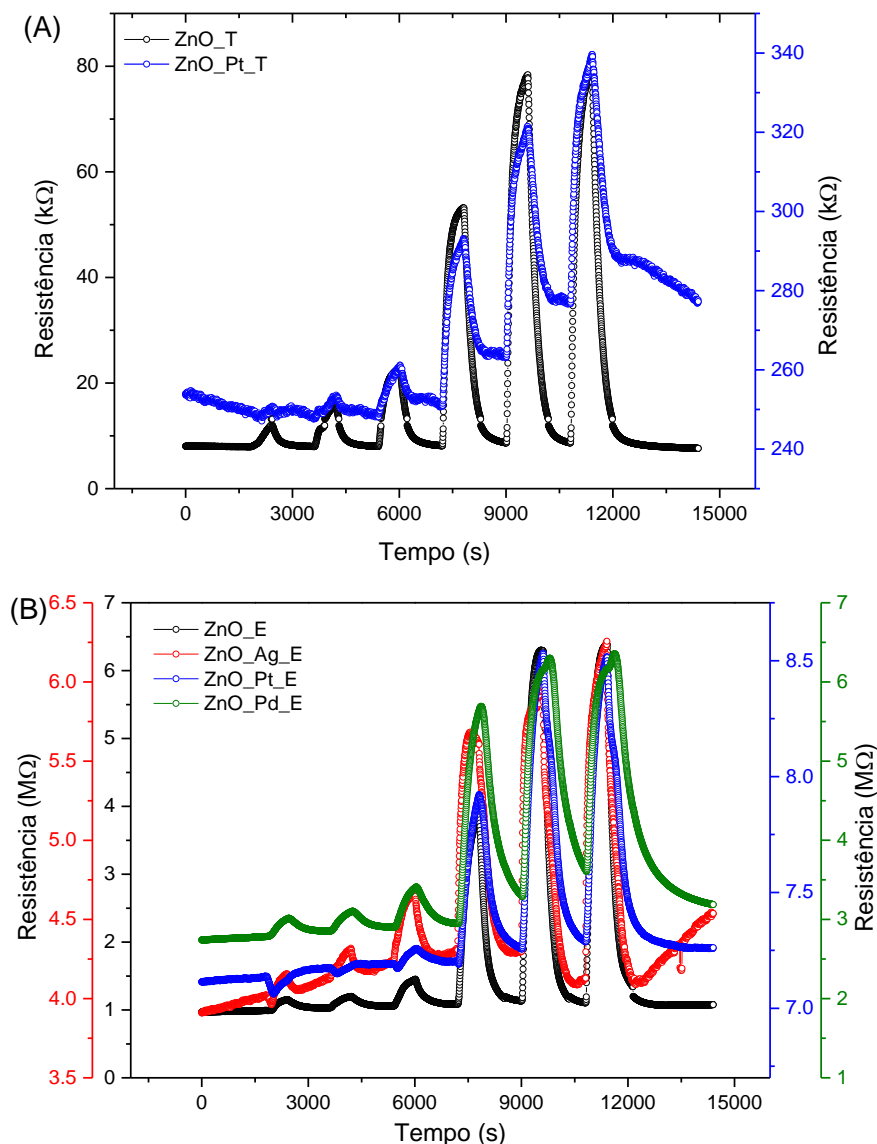 (A)
ZnO_T
ZnO_Pt_T
Resistência (kΩ)
80
60
40
20
0
340
320
300
280
260
240
Resistência (kΩ)
0 3000 6000 9000 12000 15000
Tempo (s)
(B)
ZnO_E
ZnO_Ag_E
ZnO_Pt_E
ZnO_Pd_E
Resistência (MΩ)
6.5
6.0
5.5
5.0
4.5
4.0
3.5
7
6
5
4
3
2
1
0
8.5
8.0
7.5
7.0
7
6
5
4
3
2
1
Resistência (MΩ)
0 3000 6000 9000 12000 15000
Tempo (s)